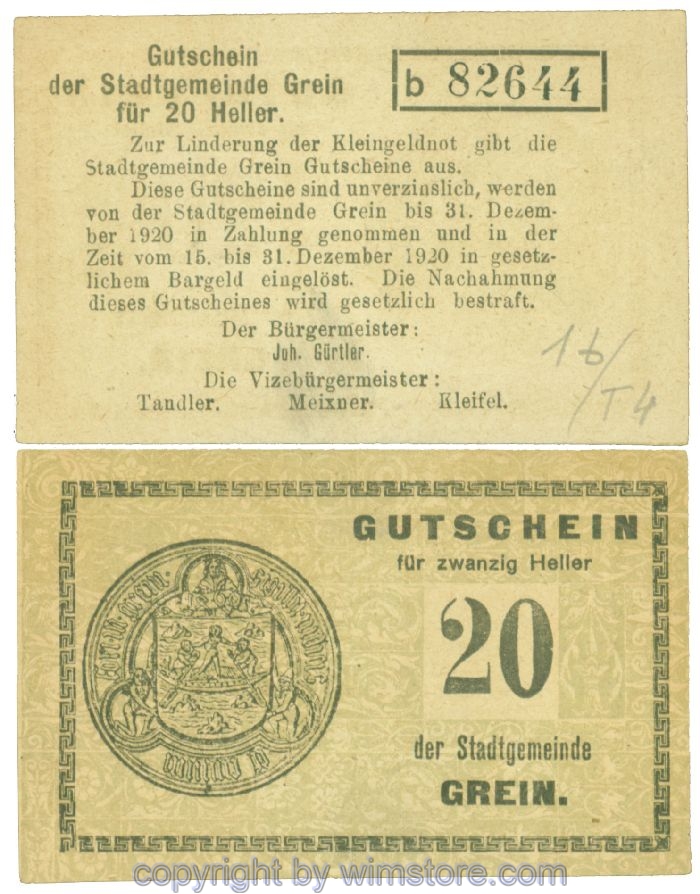 Gutschein
der Stadtgemeinde Grein
für 20 Heller.
b 82644
Zur Linderung der Kleingeldnot gibt die
Stadtgemeinde Grein Gutscheine aus.
Diese Gutscheine sind unverzinslich, werden
von der Stadtgemeinde Grein bis 31. Dezem-
ber 1920 in Zahlung genommen und in der
Zeit vom 15. bis 31. Dezember 1920 in gesetz-
lichem Bargeld eingelöst. Die Nachahmung
dieses Gutscheines wird gesetzlich bestraft.
Der Bürgermeister:
Joh. Gürtler.
Die Vizebürgermeister:
Tandler. Meixner. Kleifel.
1b/T4
GUTSCHEIN
für zwanzig Heller
20
der Stadtgemeinde
GREIN.
copyright by wimstore.com